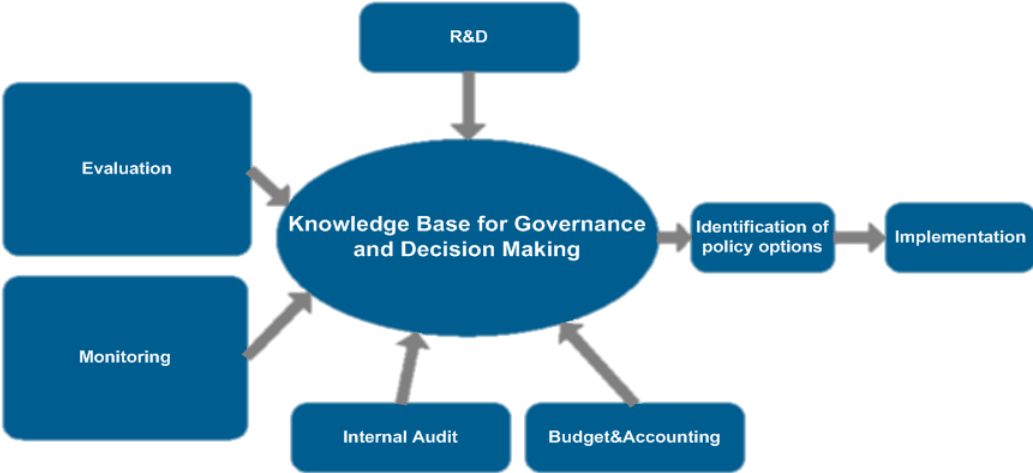 R&D
Evaluation
Knowledge Base for Governance
and Decision Making
Identification of
policy options
Implementation
Monitoring
Internal Audit
Budget&Accounting